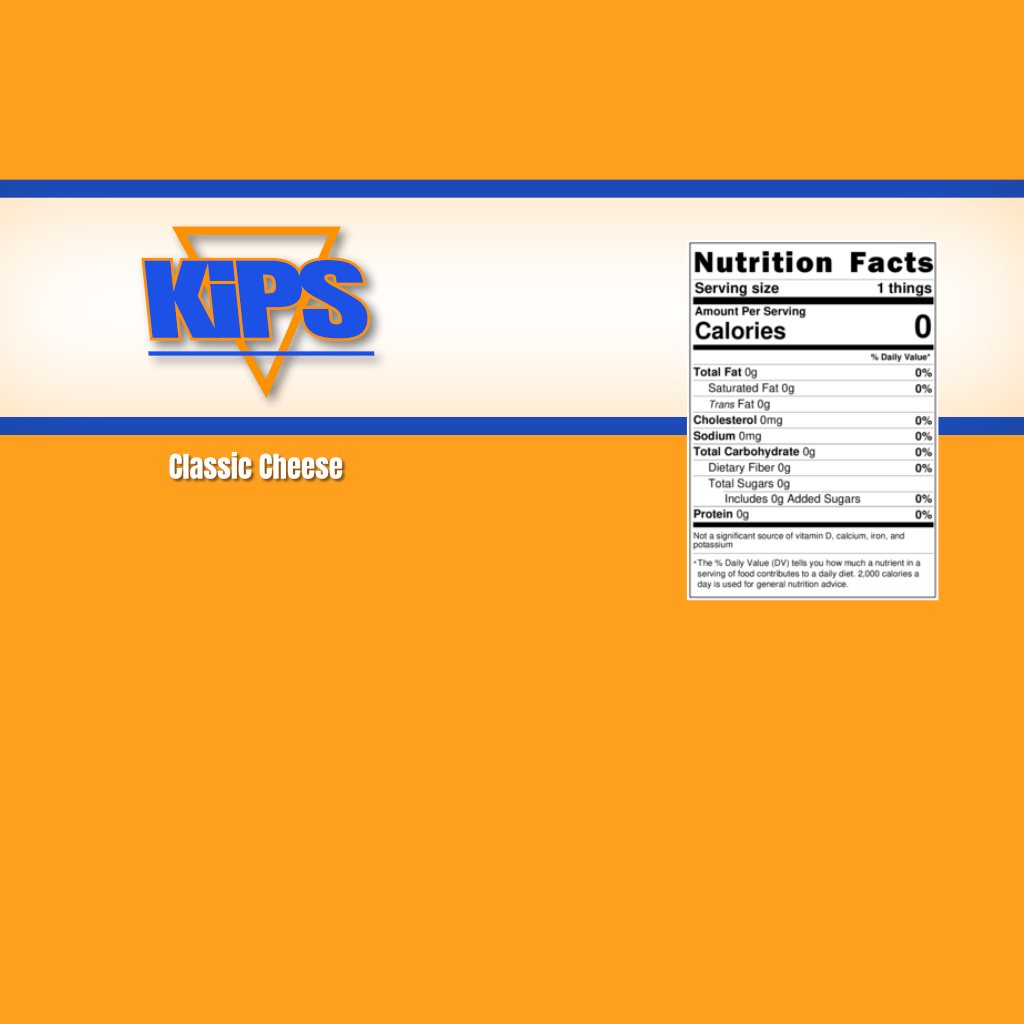 KiPS
Classic Cheese
Nutrition Facts
Serving size 1 things
Amount Per Serving
Calories 0
% Daily Value*
Total Fat 0g 0%
Saturated Fat 0g 0%
Trans Fat 0g
Cholesterol 0mg 0%
Sodium 0mg 0%
Total Carbohydrate 0g 0%
Dietary Fiber 0g 0%
Total Sugars 0g
Includes 0g Added Sugars 0%
Protein 0g 0%
Not a significant source of vitamin D, calcium, iron, and
potassium
*The % Daily Value (DV) tells you how much a nutrient in a
serving of food contributes to a daily diet. 2,000 calories a
day is used for general nutrition advice.